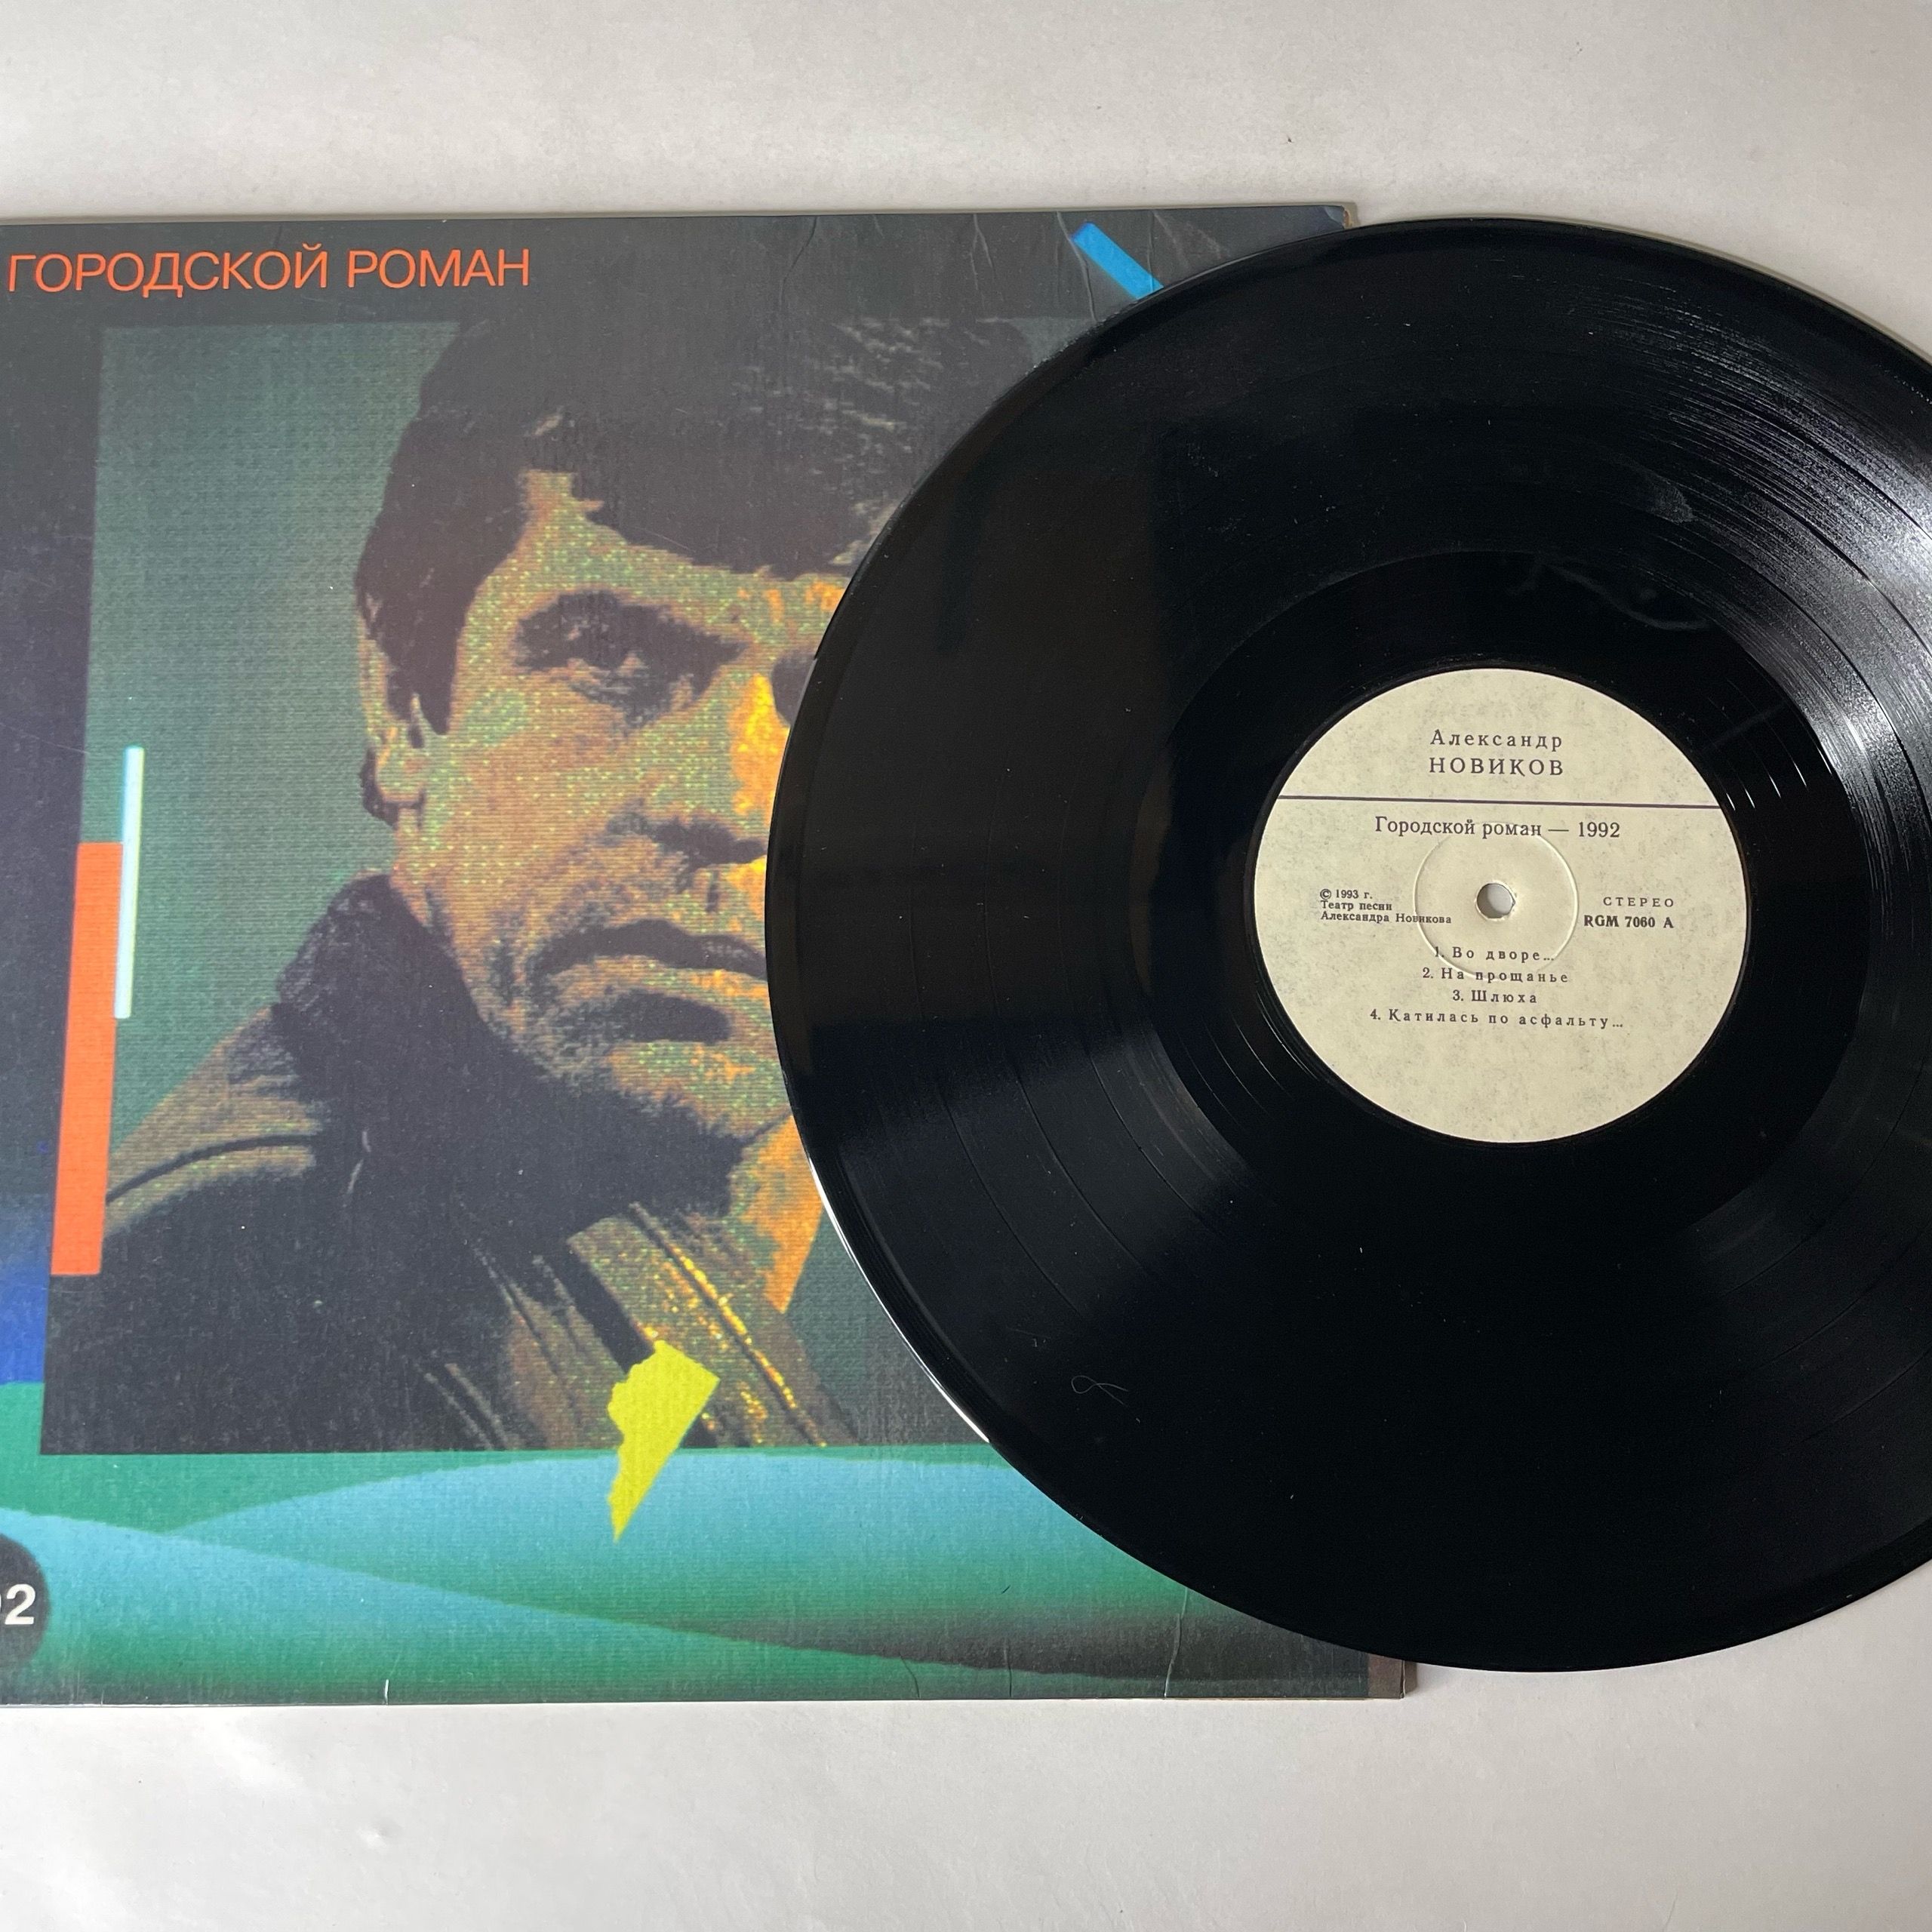 ГОРОДСКОЙ РОМАН
Александр
НОВИКОВ
Городской роман — 1992
© 1993 г.
Театр песни
Александра Новикова
СТЕРЕО
RGM 7060 A
1. Во дворе...
2. На прощанье
3. Шлюха
4. Катилась по асфальту...
92